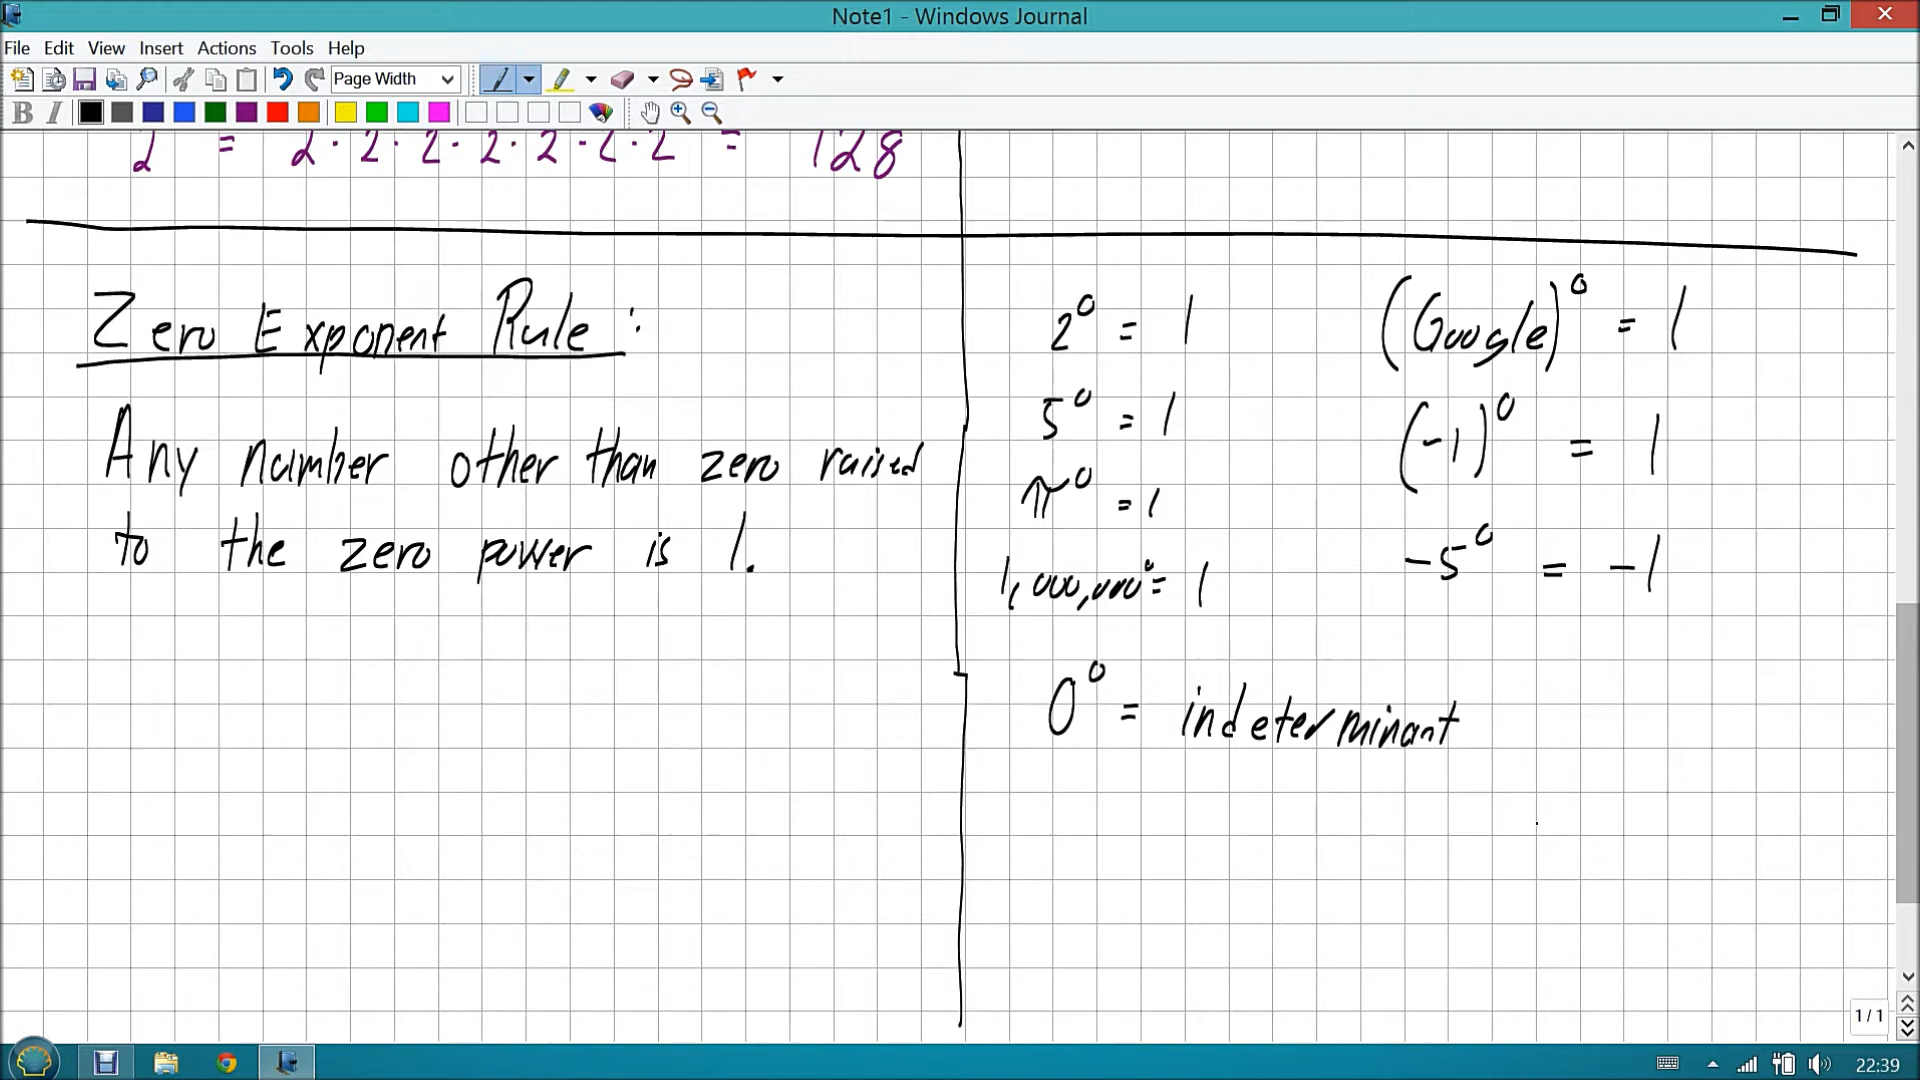 Note1 - Windows Journal
File Edit View Insert Actions Tools Help
Page Width
B I
2 = 2·2·2·2·2·2·2 = 128
Zero Exponent Rule:
Any number other than zero raised
to the zero power is 1.
2⁰ = 1
5⁰ = 1
π⁰ = 1
1,000,000⁰ = 1
0⁰ = indeterminant
(Google)⁰ = 1
(-1)⁰ = 1
-5⁰ = -1
1 / 1
22:39